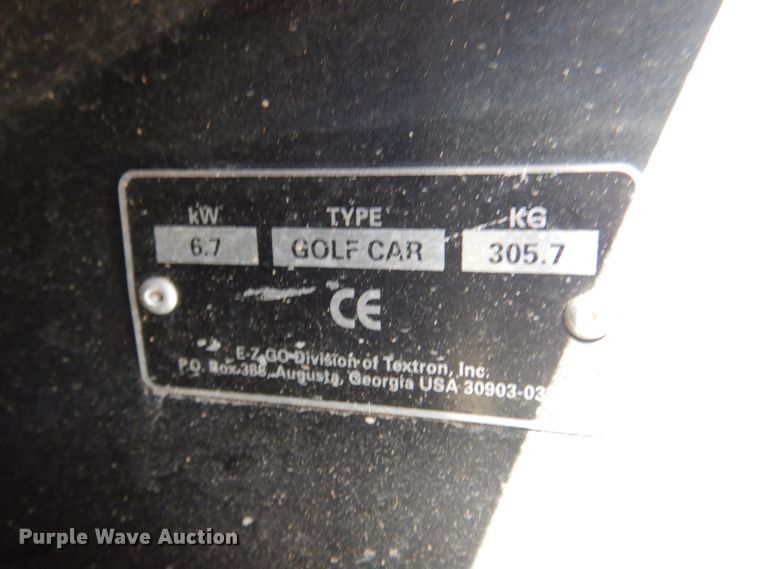 kW TYPE KG
6.7 GOLF CAR 305.7
CE
E-Z-GO Division of Textron, Inc.
P.O. Box 388, Augusta, Georgia USA 30903-03
Purple Wave Auction